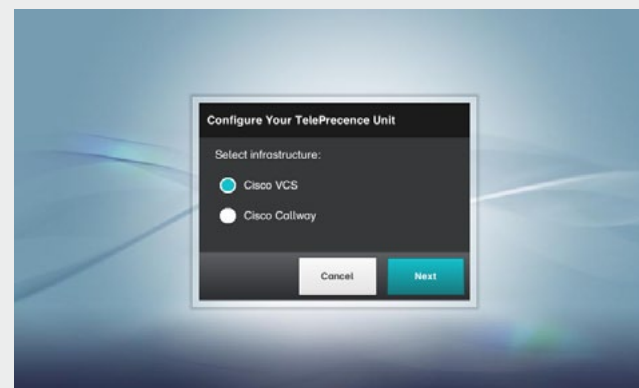 Configure Your TelePrecence Unit
Select infrastructure:
Cisco VCS
Cisco Callway
Cancel
Next